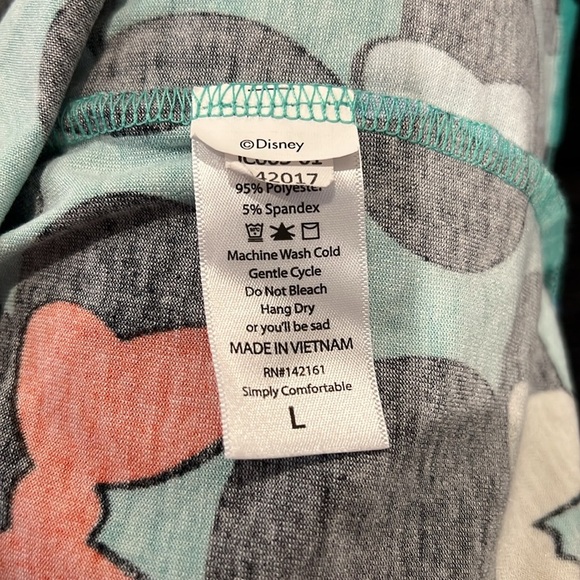 ©Disney
42017
95% Polyester
5% Spandex
Machine Wash Cold
Gentle Cycle
Do Not Bleach
Hang Dry
or you'll be sad
MADE IN VIETNAM
RN#142161
Simply Comfortable
L